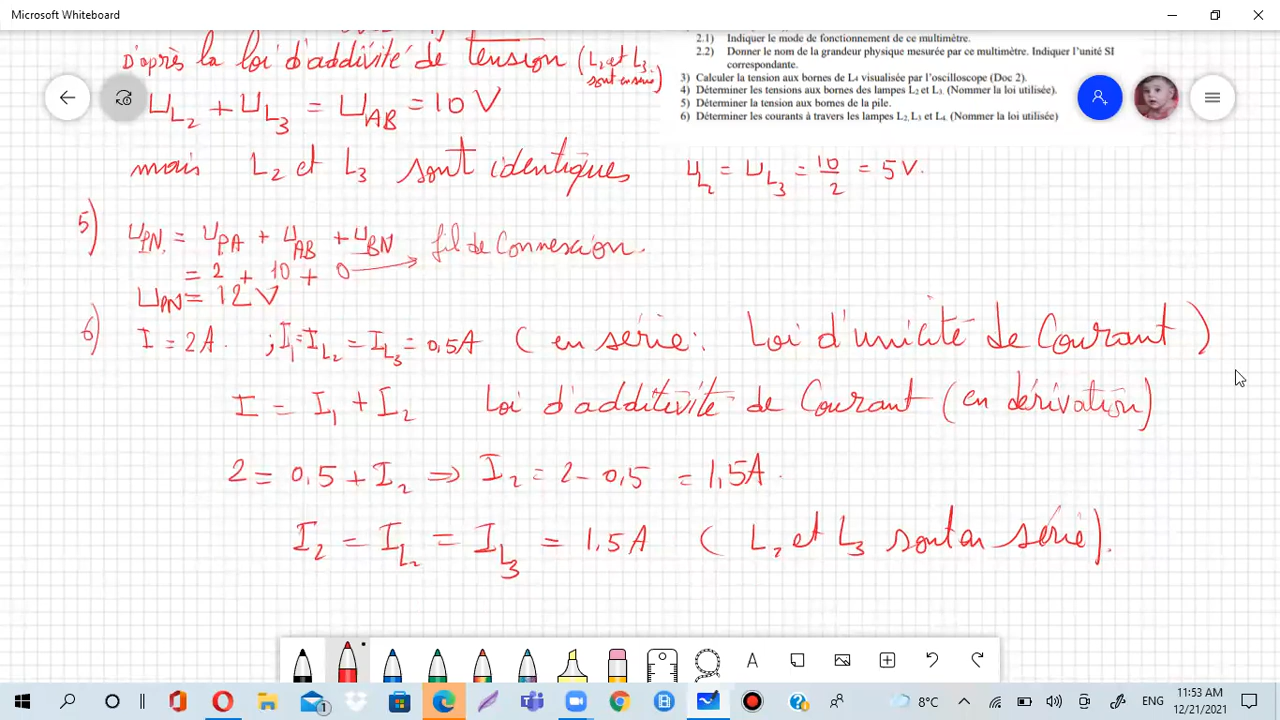 Microsoft Whiteboard
D'après la loi d'addivité de tension (L2 et L3 sont en série)
2.1) Indiquer le mode de fonctionnement de ce multimètre.
2.2) Donner le nom de la grandeur physique mesurée par ce multimètre. Indiquer l'unité SI
correspondante.
3) Calculer la tension aux bornes de L4 visualisée par l'oscilloscope (Doc 2).
4) Déterminer les tensions aux bornes des lampes L2 et L3. (Nommer la loi utilisée).
5) Déterminer la tension aux bornes de la pile.
6) Déterminer les courants à travers les lampes L2, L3 et L4. (Nommer la loi utilisée)
UL2 + UL3 = UAB = 10 V
mais L2 et L3 sont identiques UL2 = UL3 = 10/2 = 5 V.
5) UPN = UPA + UAB + UBN fil de Connexion.
= 2 + 10 + 0
UPN = 12 V
6) I = 2A. ; I1 = IL2 = IL3 = 0,5A (en série: Loi d'unicité de Courant)
I = I1 + I2 Loi d'additivité de Courant (en dérivation)
2 = 0,5 + I2 ⇒ I2 = 2 - 0,5 = 1,5A.
I2 = IL2 = IL3 = 1,5A (L2 et L3 sont en série).
8°C
11:53 AM
12/21/2021